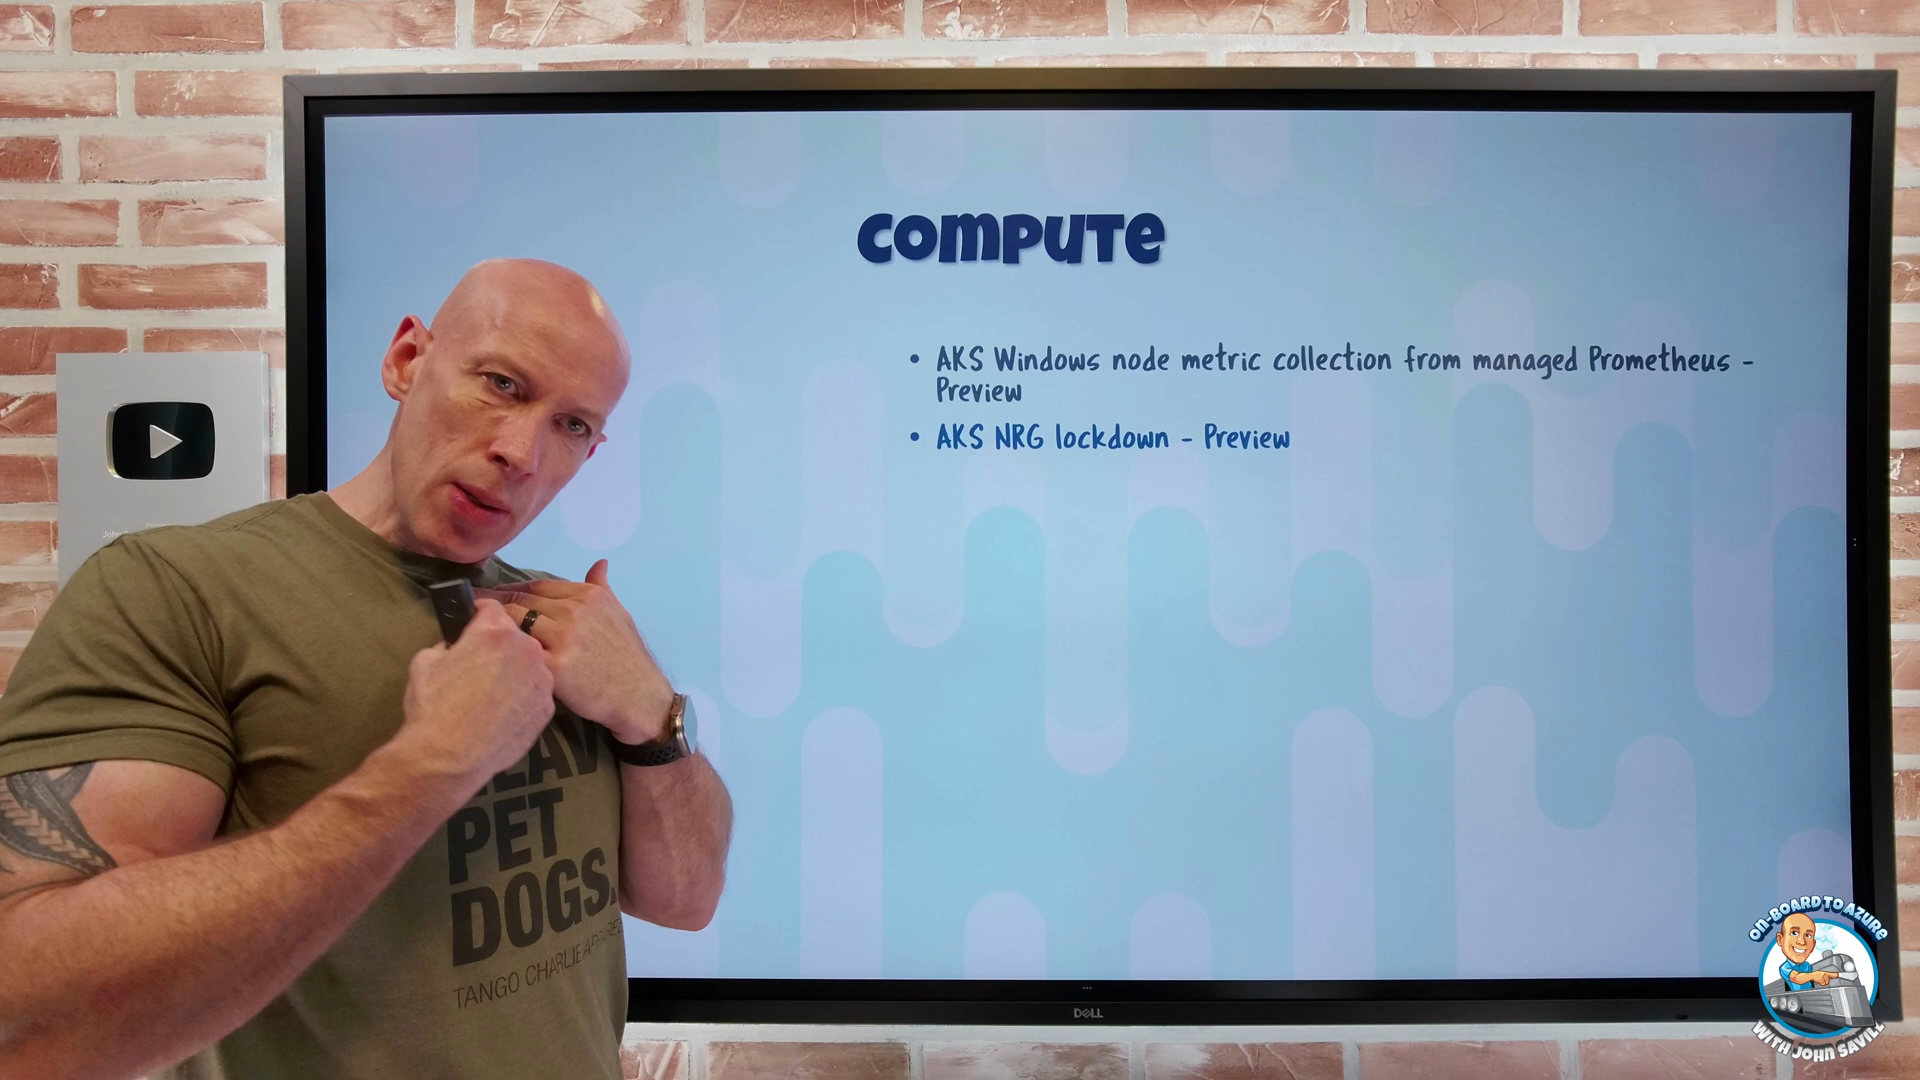 COMPUTE
• AKS Windows node metric collection from managed Prometheus -
Preview
• AKS NRG lockdown - Preview
PET
DOGS.
TANGO CHARLIE
DELL
ON-BOARD TO AZURE
WITH JOHN SAVILL